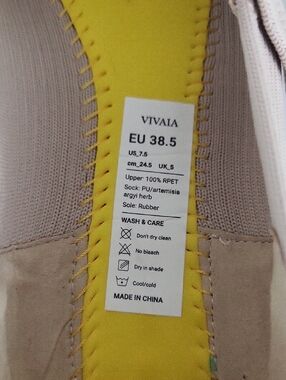 VIVAIA
EU 38.5
US_7.5
cm_24.5 UK_5
Upper: 100% RPET
Sock: PU/artemisia
argyi herb
Sole: Rubber
WASH & CARE
Don't dry clean
No bleach
Dry in shade
Cool/cold
MADE IN CHINA